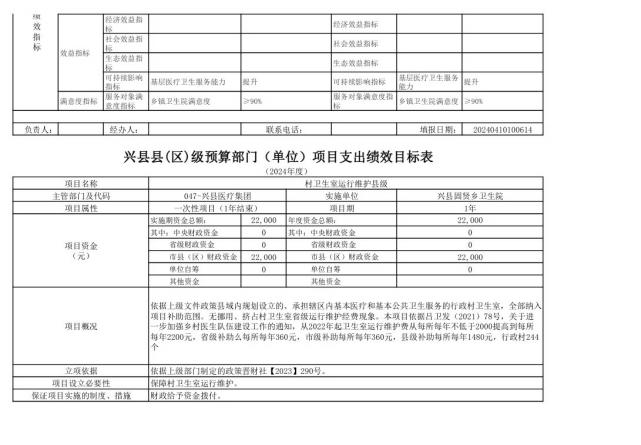 绩效指标
效益指标
经济效益指标 经济效益指标
社会效益指标 社会效益指标
生态效益指标 生态效益指标
可持续影响指标 基层医疗卫生服务能力 提升 可持续影响指标 基层医疗卫生服务能力 提升
满意度指标 服务对象满意度指标 乡镇卫生院满意度 ≥90% 服务对象满意度指标 乡镇卫生院满意度 ≥90%
负责人: 经办人: 联系电话: 填报日期: 20240410100614
兴县县(区)级预算部门（单位）项目支出绩效目标表
（2024年度）
项目名称 村卫生室运行维护县级
主管部门及代码 047-兴县医疗集团 实施单位 兴县固贤乡卫生院
项目属性 一次性项目（1年结束） 项目期 1年
项目资金（元）
实施期资金总额: 22,000 年度资金总额: 22,000
其中: 中央财政资金 0 其中: 中央财政资金 0
省级财政资金 0 省级财政资金 0
市县（区）财政资金 22,000 市县（区）财政资金 22,000
单位自筹 0 单位自筹 0
其他资金 其他资金
项目概况
依据上级文件政策县域内规划设立的、承担辖区内基本医疗和基本公共卫生服务的行政村卫生室，全部纳入
项目补助范围。无挪用、挤占村卫生室省级运行维护经费现象。本项目依据吕卫发（2021）78号，关于进
一步加强乡村医生队伍建设工作的通知，从2022年起卫生室运行维护费从每所每年不低于2000提高到每所
每年2200元，省级补助么每所每年360元，市级补助每所每年360元，县级补助每年1480元，行政村244
个
立项依据 依据上级部门制定的政策晋财社【2023】290号。
项目设立必要性 保障村卫生室运行维护。
保证项目实施的制度、措施 财政给予资金拨付。